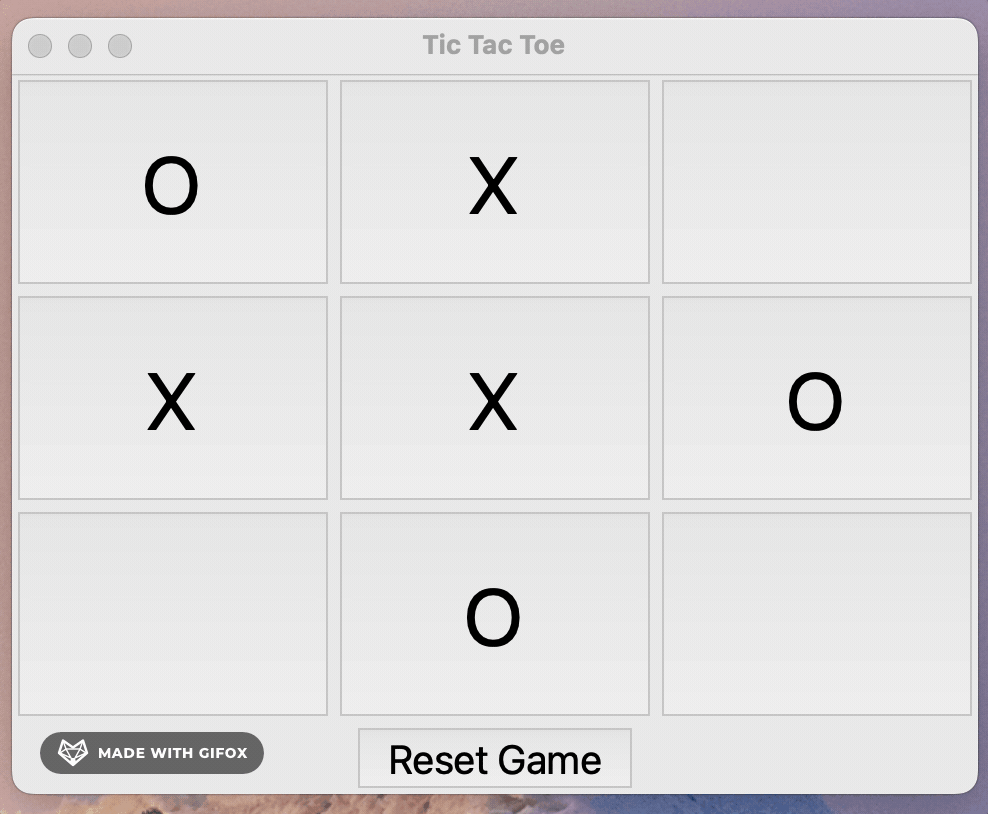 Tic Tac Toe
O X
X X O
O
MADE WITH GIFOX
Reset Game